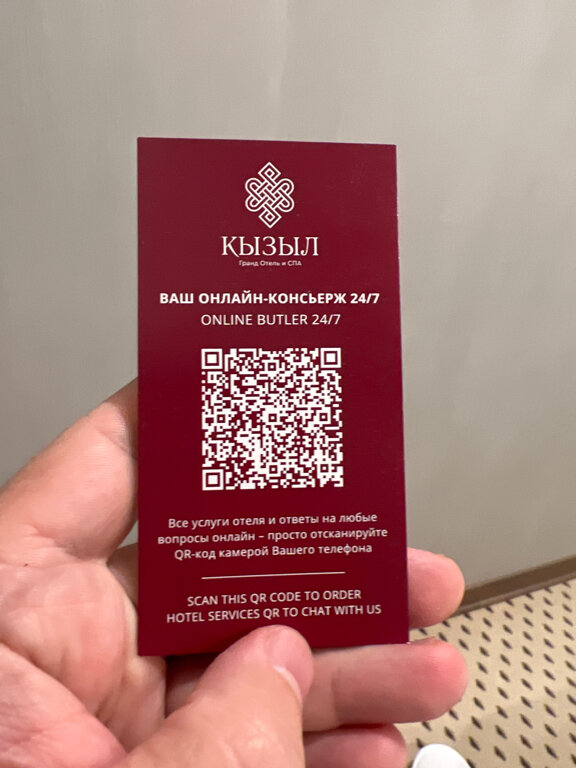 КЫЗЫЛ
Гранд Отель и СПА
ВАШ ОНЛАЙН-КОНСЬЕРЖ 24/7
ONLINE BUTLER 24/7
Все услуги отеля и ответы на любые
вопросы онлайн – просто отсканируйте
QR-код камерой Вашего телефона
SCAN THIS QR CODE TO ORDER
HOTEL SERVICES QR TO CHAT WITH US